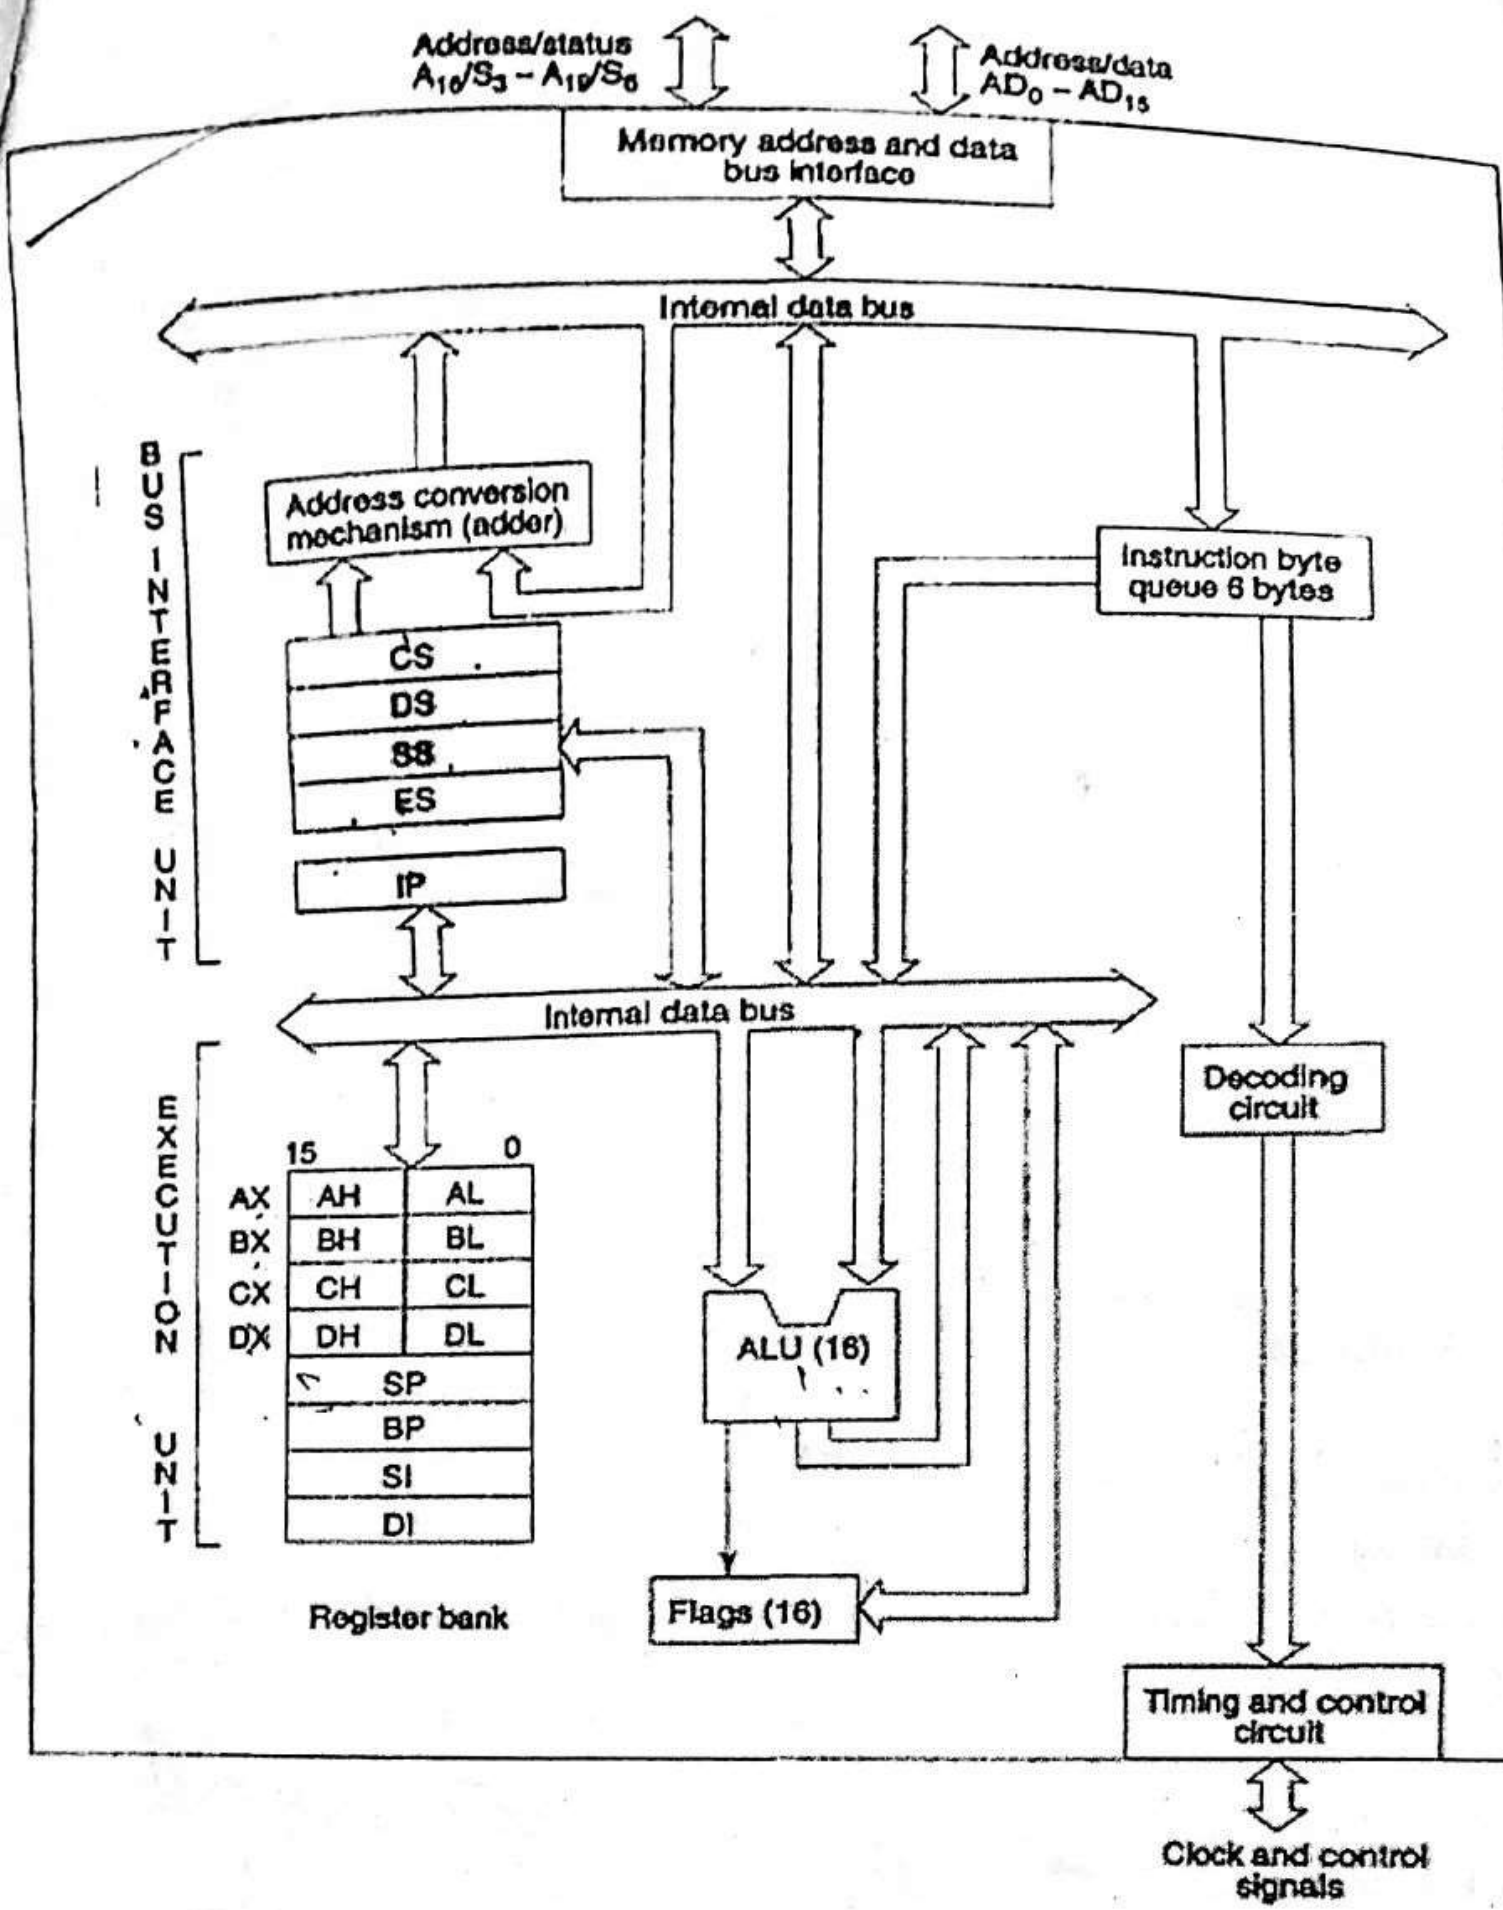 Address/status
A₁₆/S₃ – A₁₉/S₆
Address/data
AD₀ – AD₁₅
Memory address and data
bus interface
Internal data bus
BUS INTERFACE UNIT
Address conversion
mechanism (adder)
Instruction byte
queue 6 bytes
CS
DS
SS
ES
IP
Internal data bus
EXECUTION UNIT
Decoding
circuit
15 0
AX AH AL
BX BH BL
CX CH CL
DX DH DL
SP
BP
SI
DI
ALU (16)
Register bank
Flags (16)
Timing and control
circuit
Clock and control
signals